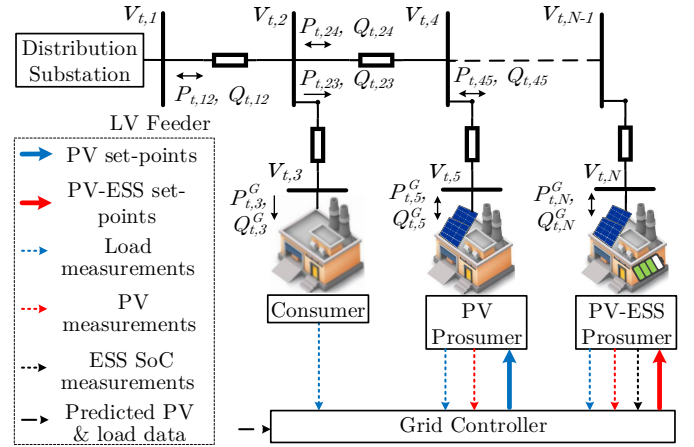 V_{t,1}
V_{t,2}
V_{t,4}
V_{t,N-1}
Distribution
Substation
P_{t,24}, Q_{t,24}
P_{t,12}, Q_{t,12}
P_{t,23}, Q_{t,23}
P_{t,45}, Q_{t,45}
LV Feeder
PV set-points
PV-ESS set-
points
Load
measurements
PV
measurements
ESS SoC
measurements
Predicted PV
& load data
V_{t,3}
P^G_{t,3},
Q^G_{t,3}
V_{t,5}
P^G_{t,5},
Q^G_{t,5}
V_{t,N}
P^G_{t,N},
Q^G_{t,N}
Consumer
PV
Prosumer
PV-ESS
Prosumer
Grid Controller